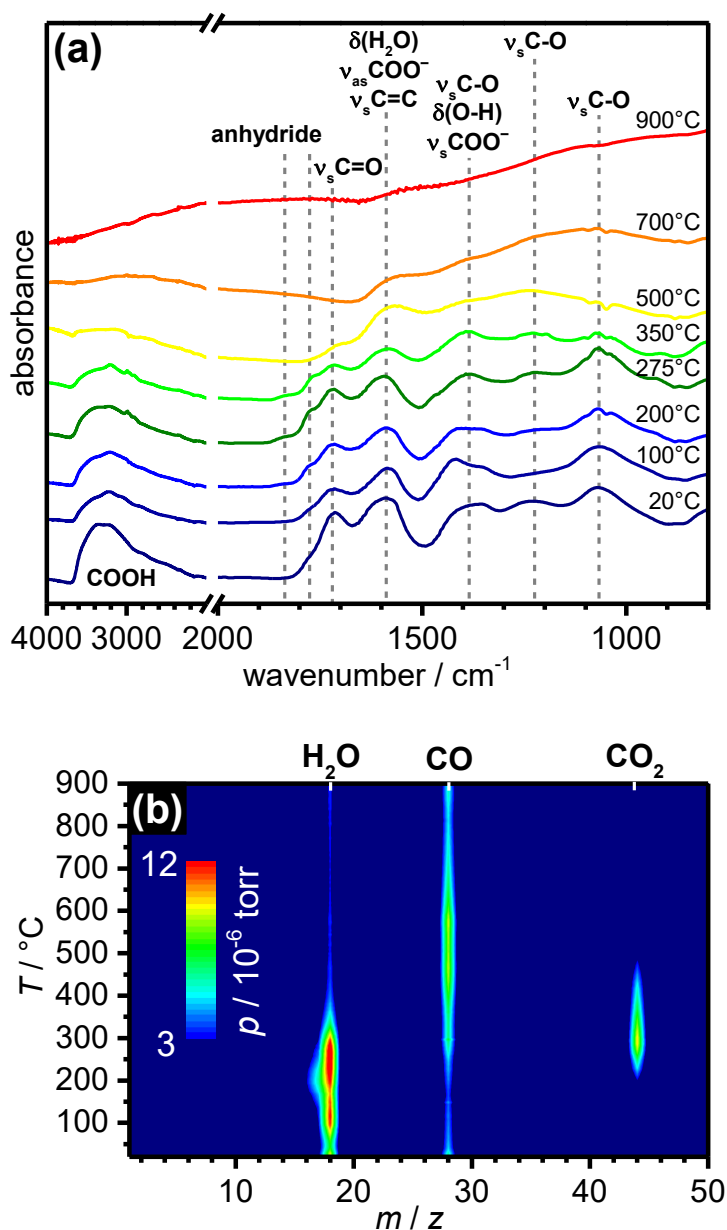 (a)
δ(H₂O)
νₐₛCOO⁻
νₛC=C
νₛC-O
δ(O-H)
νₛCOO⁻
νₛC-O
νₛC-O
anhydride
νₛC=O
900°C
700°C
500°C
350°C
275°C
200°C
100°C
20°C
COOH
absorbance
4000 3000 2000 1500 1000
wavenumber / cm⁻¹
H₂O CO CO₂
(b)
900
800
700
600
500
400
300
200
100
T / °C
12
3
p / 10⁻⁶ torr
10 20 30 40 50
m / z